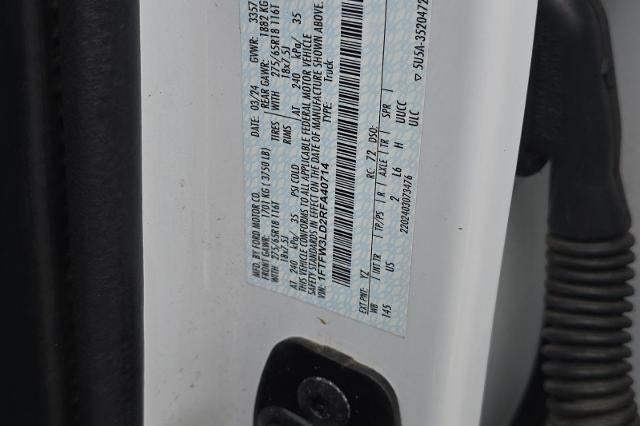 MFD. BY FORD MOTOR CO. DATE: 03/24 GVWR: 3357
FRONT GAWR: 1701 KG ( 3750 LB) REAR GAWR: 1882 KG
WITH 275/65R18 116T TIRES WITH 275/65R18 116T
18x7.5J RIMS 18x7.5J
AT 240 kPa/ 35 PSI COLD AT 240 kPa/ 35
THIS VEHICLE CONFORMS TO ALL APPLICABLE FEDERAL MOTOR VEHICLE
SAFETY STANDARDS IN EFFECT ON THE DATE OF MANUFACTURE SHOWN ABOVE.
VIN: 1FTFW3LD2RFA40714 TYPE: Truck
EXT PNT: YZ RC: 72 DSO:
WB INT TR TP/PS R AXLE TR SPR
145 US 2 L6 H UUCC
2202403073476 ULC
5U5A-3520472